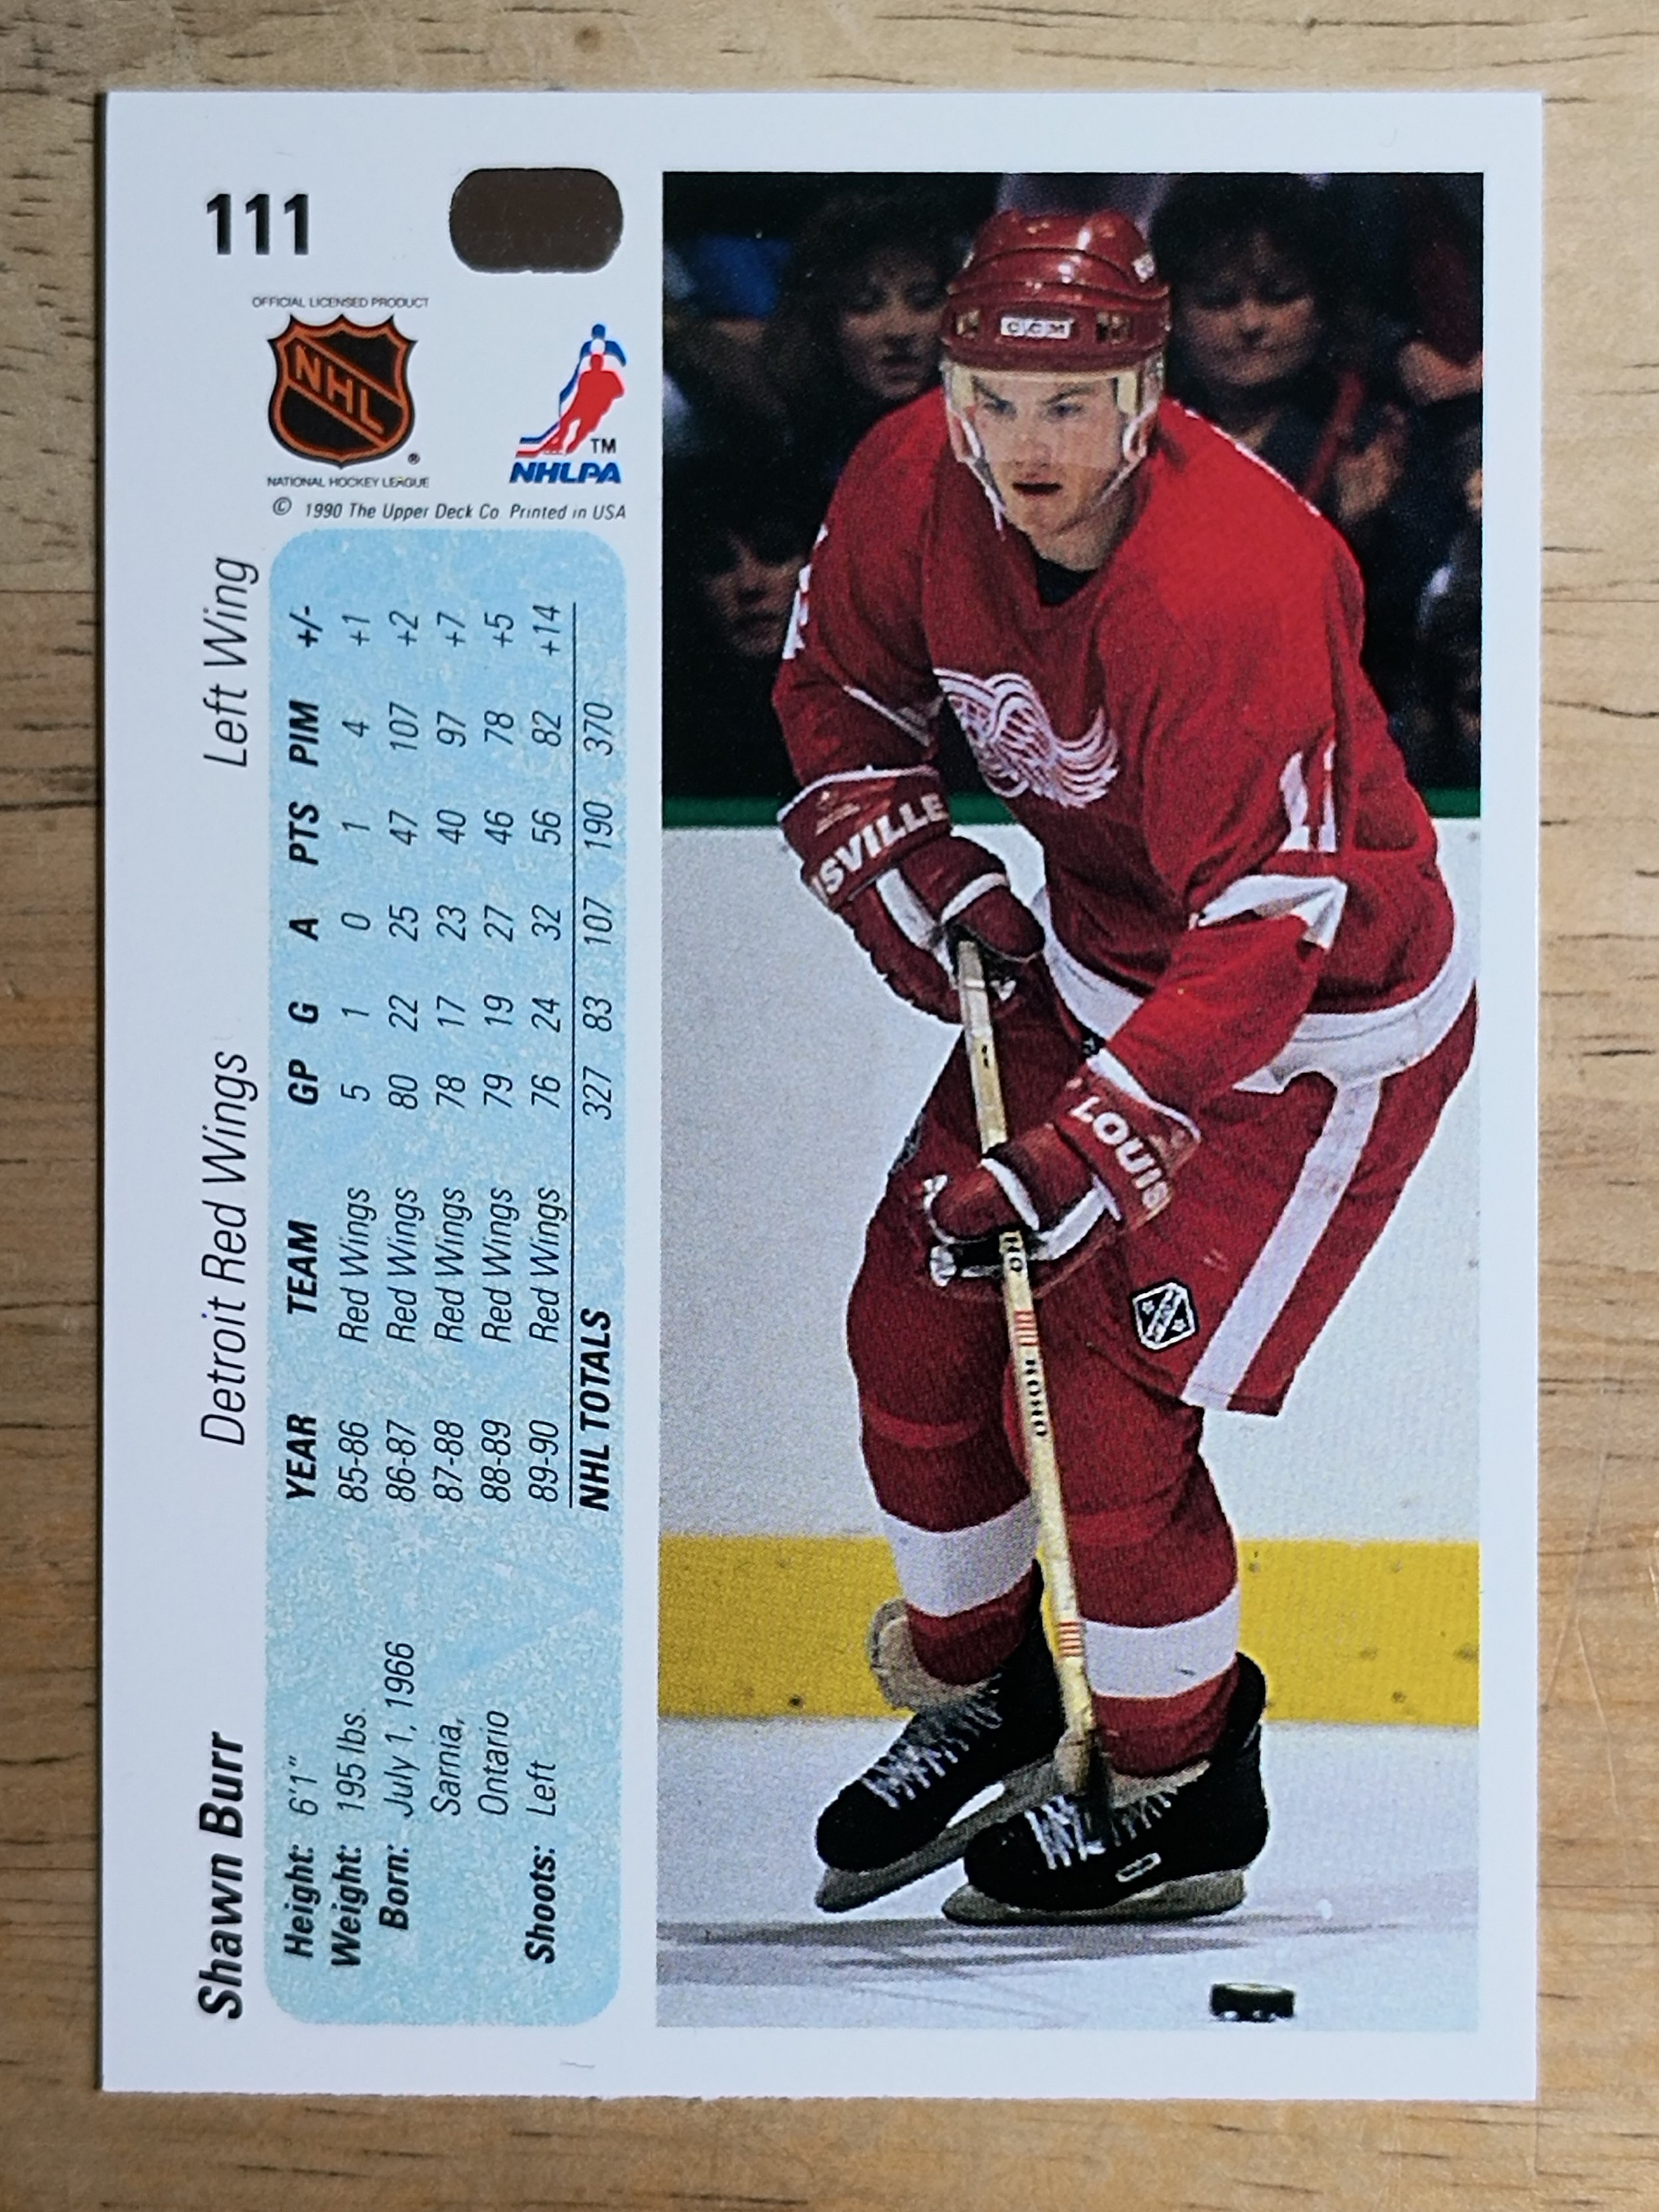 Shawn Burr Detroit Red Wings Left Wing 111
Height: 6'1"
Weight: 195 lbs.
Born: July 1, 1966
Sarnia,
Ontario
Shoots: Left
YEAR TEAM GP G A PTS PIM +/-
85-86 Red Wings 5 1 0 1 4 +1
86-87 Red Wings 80 22 25 47 107 +2
87-88 Red Wings 78 17 23 40 97 +7
88-89 Red Wings 79 19 27 46 78 +5
89-90 Red Wings 76 24 32 56 82 +14
NHL TOTALS 327 83 107 190 370
OFFICIAL LICENSED PRODUCT
NHL
®
NATIONAL HOCKEY LEAGUE
TM
NHLPA
© 1990 The Upper Deck Co. Printed in USA
CCM
ISVILLE
LOUIS
KOHO